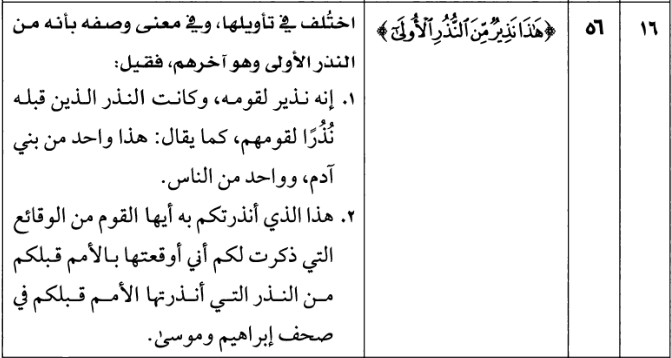 ١٦
٥٦
﴿هَٰذَا نَذِيرٌ مِّنَ ٱلنُّذُرِ ٱلْأُولَىٰٓ﴾
اختُلف في تأويلها، وفي معنى وصفه بأنه من
النذر الأولى وهو آخرهم، فقيل:
١. إنه نذير لقومه، وكانت النذر الذين قبله
نُذُرًا لقومهم، كما يقال: هذا واحد من بني
آدم، وواحد من الناس.
٢. هذا الذي أنذرتكم به أيها القوم من الوقائع
التي ذكرت لكم أني أوقعتها بالأمم قبلكم
من النذر التي أنذرتها الأمم قبلكم في
صحف إبراهيم وموسىٰ.